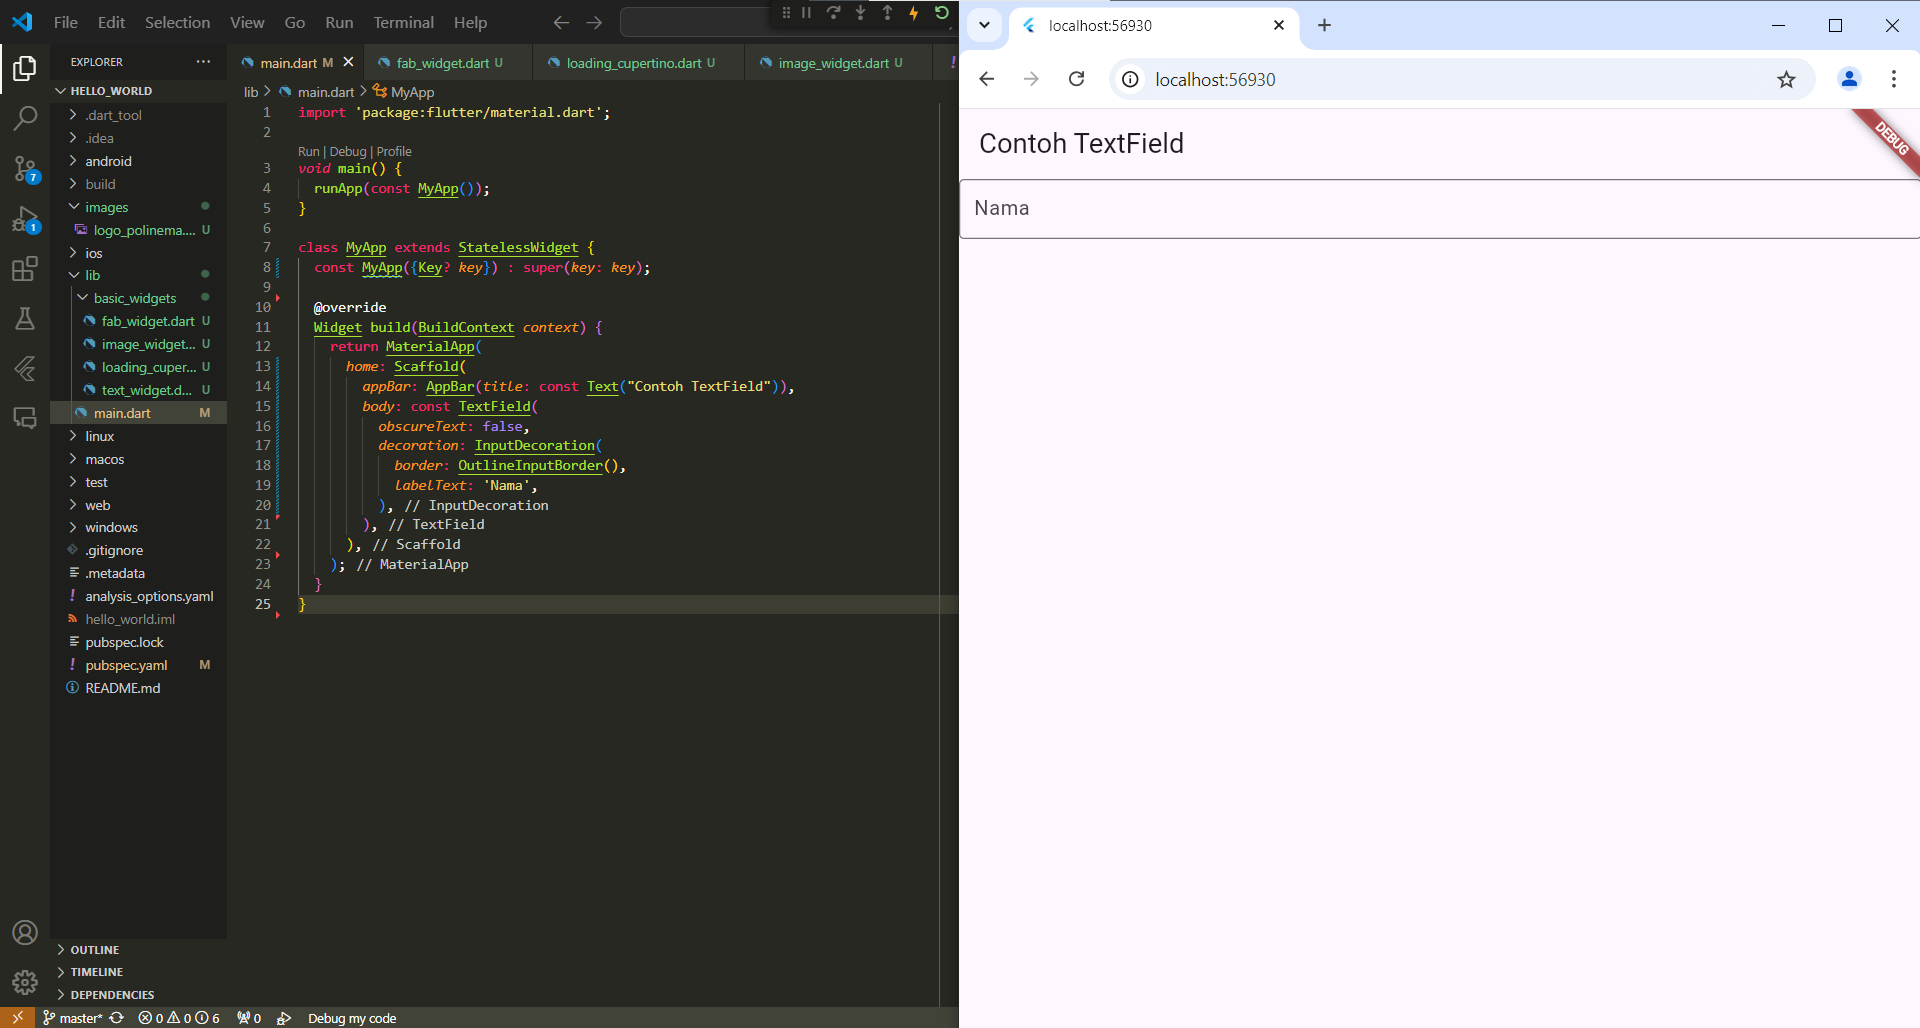 File Edit Selection View Go Run Terminal Help
EXPLORER
HELLO_WORLD
.dart_tool
.idea
android
build
images
logo_polinema.... U
ios
lib
basic_widgets
fab_widget.dart U
image_widget... U
loading_cuper... U
text_widget.d... U
main.dart M
linux
macos
test
web
windows
.gitignore
.metadata
analysis_options.yaml
hello_world.iml
pubspec.lock
pubspec.yaml M
README.md
OUTLINE
TIMELINE
DEPENDENCIES
7
1
main.dart M fab_widget.dart U loading_cupertino.dart U image_widget.dart U
lib > main.dart > MyApp
1 import 'package:flutter/material.dart';
2
Run | Debug | Profile
3 void main() {
4 runApp(const MyApp());
5 }
6
7 class MyApp extends StatelessWidget {
8 const MyApp({Key? key}) : super(key: key);
9
10 @override
11 Widget build(BuildContext context) {
12 return MaterialApp(
13 home: Scaffold(
14 appBar: AppBar(title: const Text("Contoh TextField")),
15 body: const TextField(
16 obscureText: false,
17 decoration: InputDecoration(
18 border: OutlineInputBorder(),
19 labelText: 'Nama',
20 ), // InputDecoration
21 ), // TextField
22 ), // Scaffold
23 ); // MaterialApp
24 }
25 }
master* 0 0 6 0 Debug my code
localhost:56930
localhost:56930
Contoh TextField
DEBUG
Nama